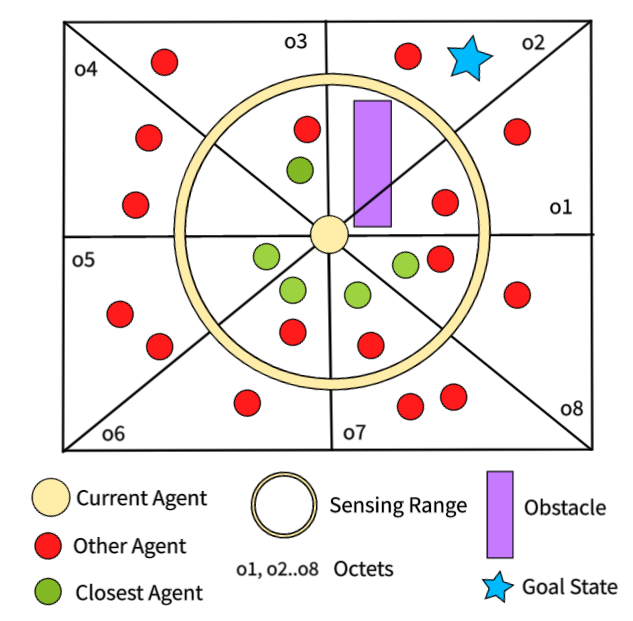 o3
o2
o4
o1
o5
o8
o6
o7
Current Agent
Sensing Range
Obstacle
Other Agent
o1, o2..o8 Octets
Closest Agent
Goal State